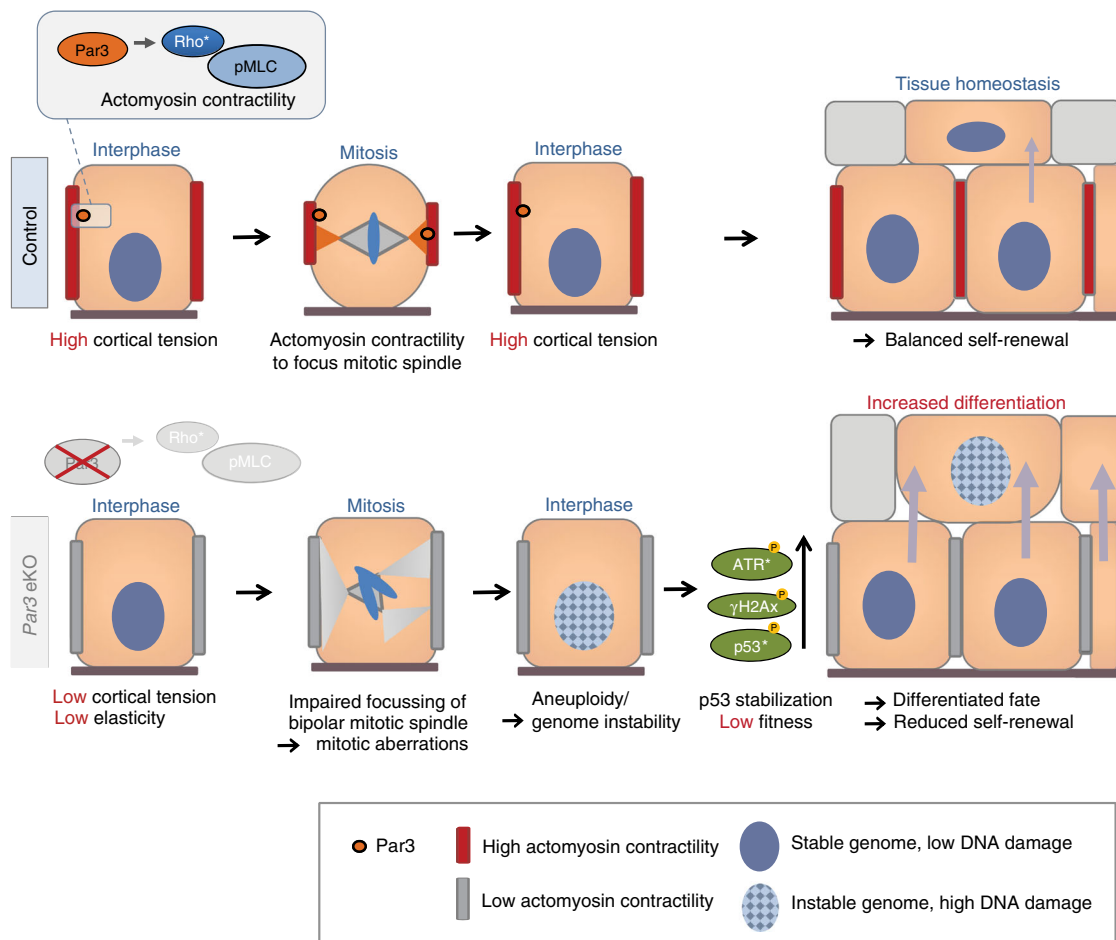 Par3
Rho*
pMLC
Actomyosin contractility
Control
Interphase
Mitosis
Interphase
Tissue homeostasis
High cortical tension
Actomyosin contractility
to focus mitotic spindle
High cortical tension
→ Balanced self-renewal
Par3 eKO
Par3
Rho*
pMLC
Interphase
Mitosis
Interphase
Increased differentiation
P
ATR*
P
γH2Ax
P
p53*
Low cortical tension
Low elasticity
Impaired focussing of
bipolar mitotic spindle
→ mitotic aberrations
Aneuploidy/
→ genome instability
p53 stabilization
Low fitness
→ Differentiated fate
→ Reduced self-renewal
Par3
High actomyosin contractility
Stable genome, low DNA damage
Low actomyosin contractility
Instable genome, high DNA damage